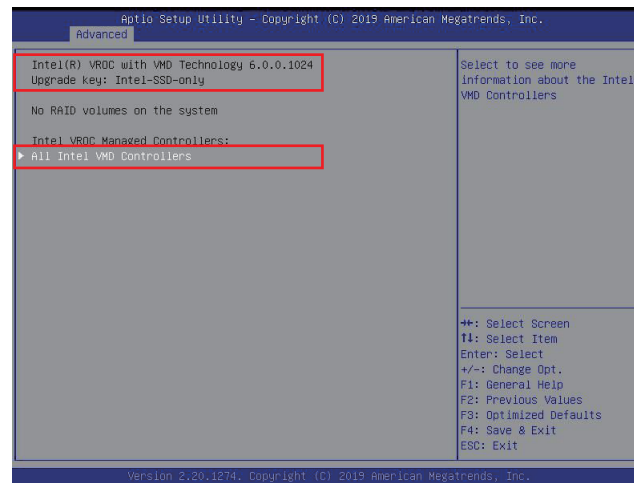 Aptio Setup Utility – Copyright (C) 2019 American Megatrends, Inc.
Advanced
Intel(R) VROC with VMD Technology 6.0.0.1024
Upgrade key: Intel-SSD-only
No RAID volumes on the system
Intel VROC Managed Controllers:
▶ All Intel VMD Controllers
Select to see more
information about the Intel
VMD Controllers
→←: Select Screen
↑↓: Select Item
Enter: Select
+/-: Change Opt.
F1: General Help
F2: Previous Values
F3: Optimized Defaults
F4: Save & Exit
ESC: Exit
Version 2.20.1274. Copyright (C) 2019 American Megatrends, Inc.